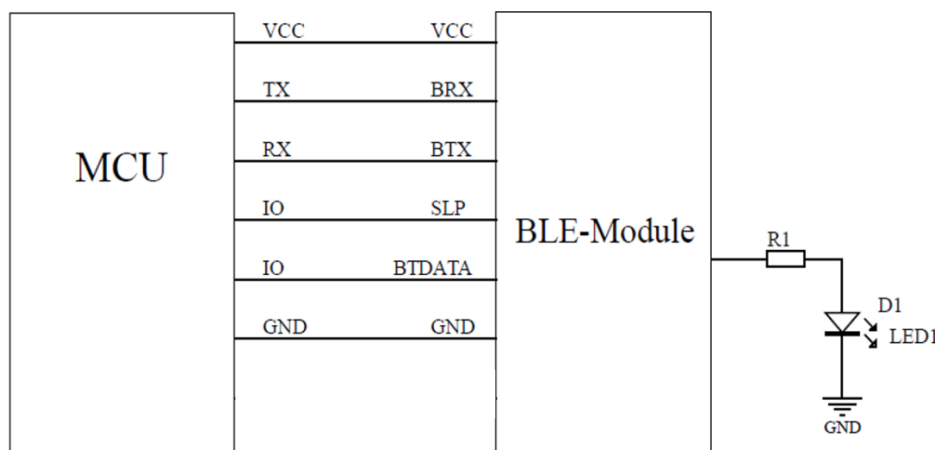 VCC VCC
TX BRX
RX BTX
MCU
IO SLP
BLE-Module
R1
IO BTDATA
D1
GND GND
LED1
GND